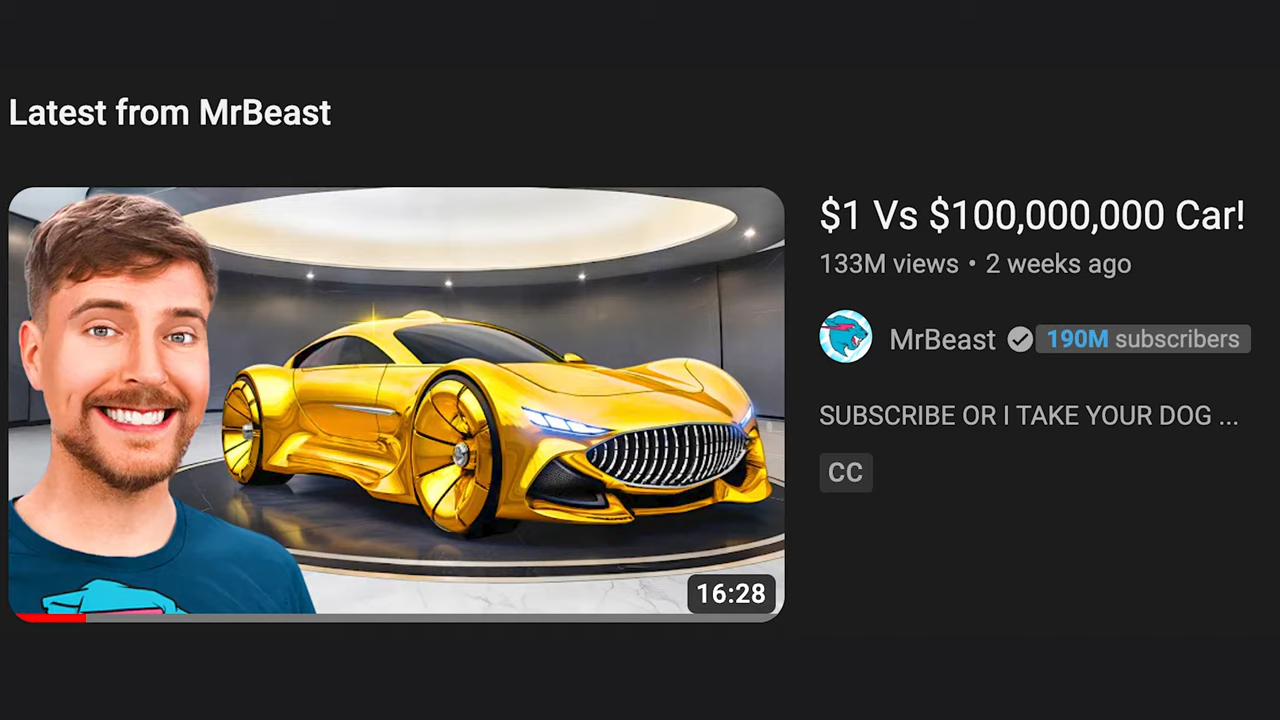 Latest from MrBeast
$1 Vs $100,000,000 Car!
133M views • 2 weeks ago
MrBeast 190M subscribers
SUBSCRIBE OR I TAKE YOUR DOG ...
CC
16:28